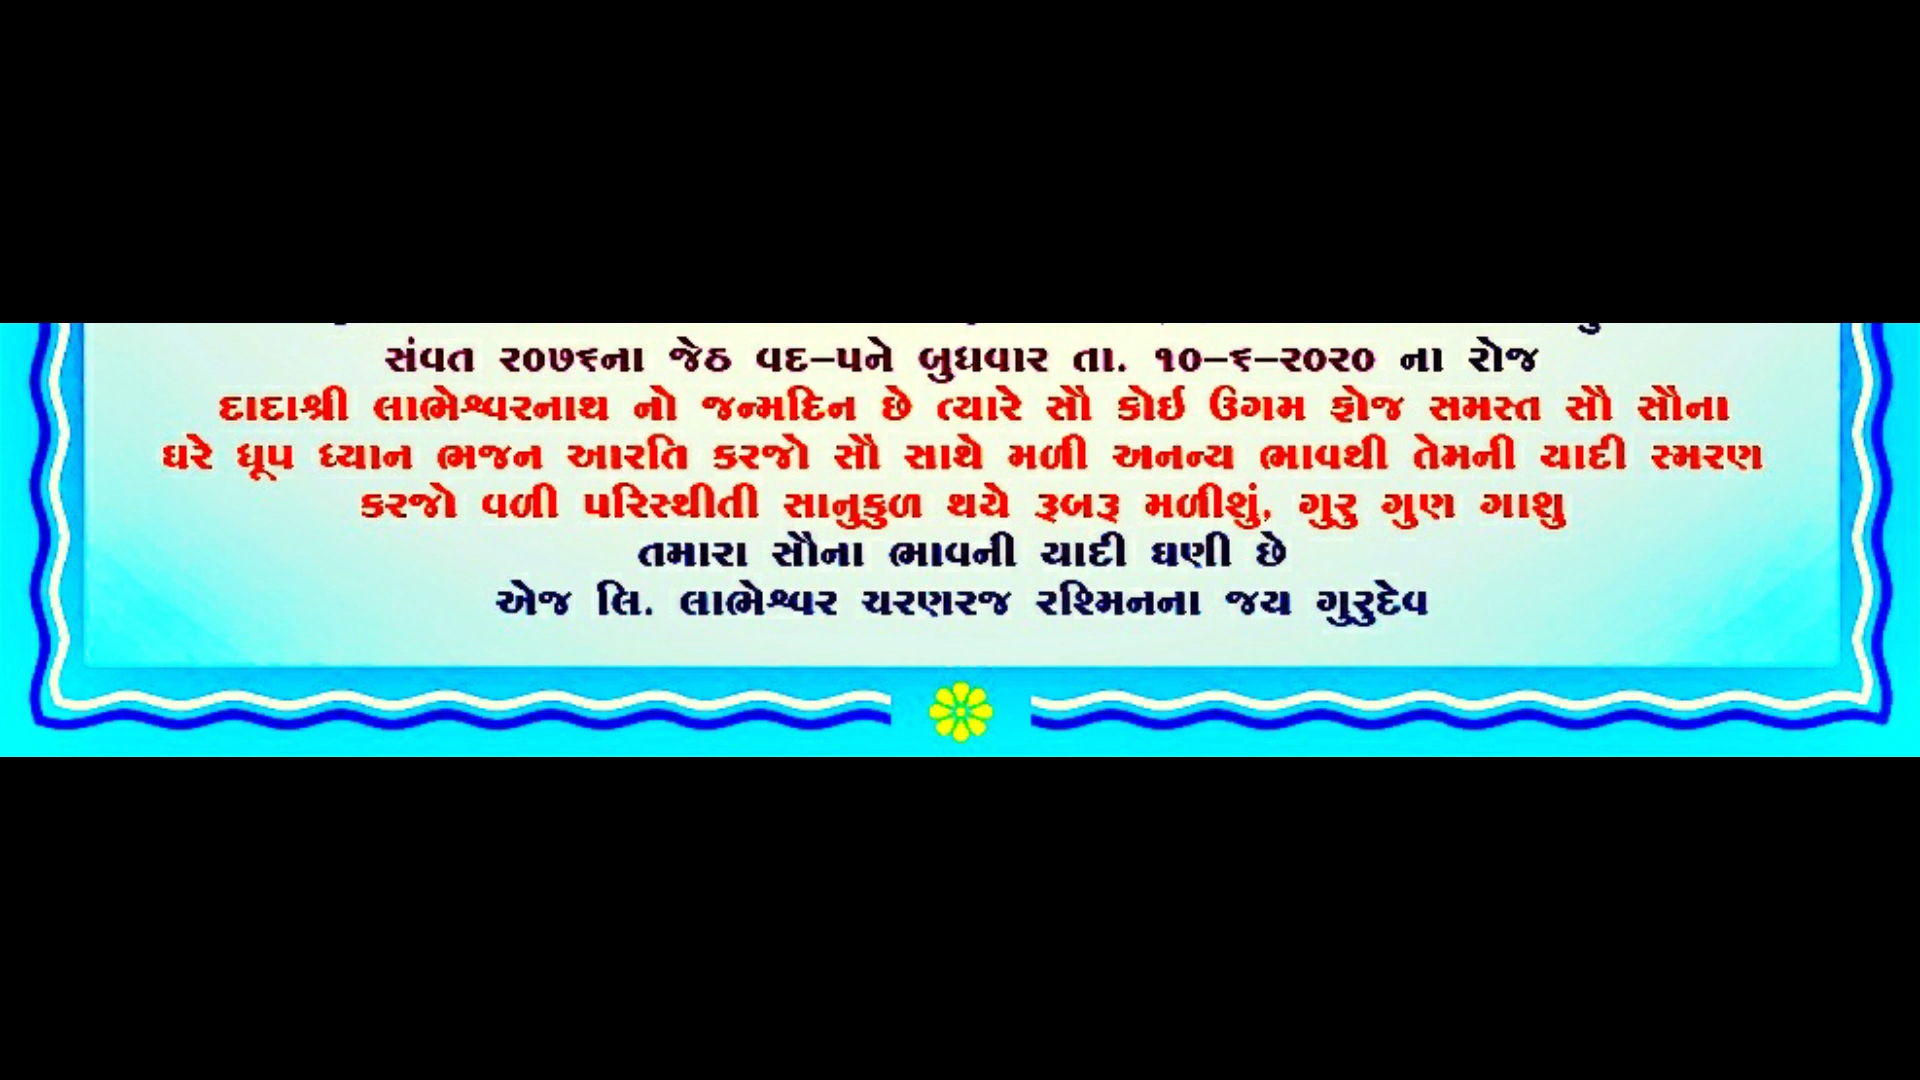 સંવત ૨૦૭૬ના જેઠ વદ-૫ને બુધવાર તા. ૧૦-૬-૨૦૨૦ ના રોજ
દાદાશ્રી લાભેશ્વરનાથ નો જન્મદિન છે ત્યારે સૌ કોઇ ઉગમ ફોજ સમસ્ત સૌ સૌના
ઘરે ધૂપ ધ્યાન ભજન આરતિ કરજો સૌ સાથે મળી અનન્ય ભાવથી તેમની યાદી સ્મરણ
કરજો વળી પરિસ્થીતી સાનુકુળ થયે રૂબરૂ મળીશું, ગુરુ ગુણ ગાશુ
તમારા સૌના ભાવની યાદી ઘણી છે
એજ લિ. લાભેશ્વર ચરણરજ રશ્મિનના જય ગુરુદેવ